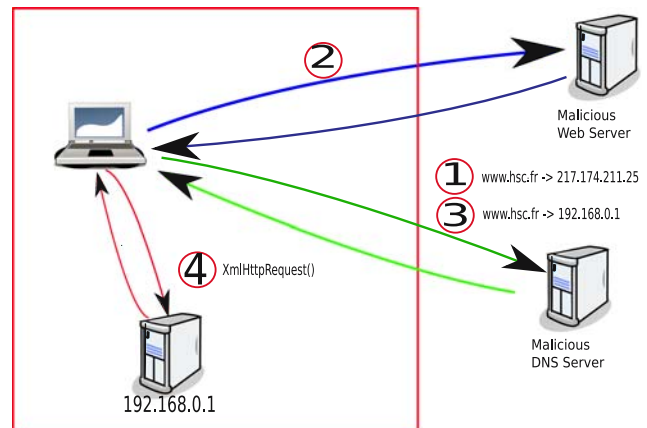 2
Malicious
Web Server
1 www.hsc.fr -> 217.174.211.25
3 www.hsc.fr -> 192.168.0.1
4 XmlHttpRequest()
Malicious
DNS Server
192.168.0.1